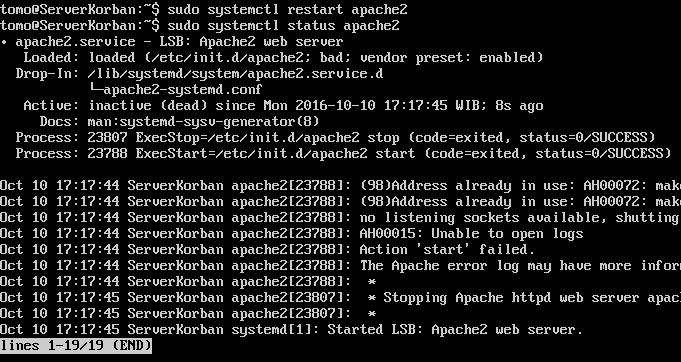 tomo@ServerKorban:~$ sudo systemctl restart apache2
tomo@ServerKorban:~$ sudo systemctl status apache2
• apache2.service - LSB: Apache2 web server
   Loaded: loaded (/etc/init.d/apache2; bad; vendor preset: enabled)
  Drop-In: /lib/systemd/system/apache2.service.d
           └─apache2-systemd.conf
   Active: inactive (dead) since Mon 2016-10-10 17:17:45 WIB; 8s ago
     Docs: man:systemd-sysv-generator(8)
  Process: 23807 ExecStop=/etc/init.d/apache2 stop (code=exited, status=0/SUCCESS)
  Process: 23788 ExecStart=/etc/init.d/apache2 start (code=exited, status=0/SUCCESS)

Oct 10 17:17:44 ServerKorban apache2[23788]: (98)Address already in use: AH00072: mak
Oct 10 17:17:44 ServerKorban apache2[23788]: (98)Address already in use: AH00072: mak
Oct 10 17:17:44 ServerKorban apache2[23788]: no listening sockets available, shutting
Oct 10 17:17:44 ServerKorban apache2[23788]: AH00015: Unable to open logs
Oct 10 17:17:44 ServerKorban apache2[23788]: Action 'start' failed.
Oct 10 17:17:44 ServerKorban apache2[23788]: The Apache error log may have more infor
Oct 10 17:17:44 ServerKorban apache2[23788]:  *
Oct 10 17:17:45 ServerKorban apache2[23807]:  * Stopping Apache httpd web server apac
Oct 10 17:17:45 ServerKorban apache2[23807]:  *
Oct 10 17:17:45 ServerKorban systemd[1]: Started LSB: Apache2 web server.
lines 1-19/19 (END)